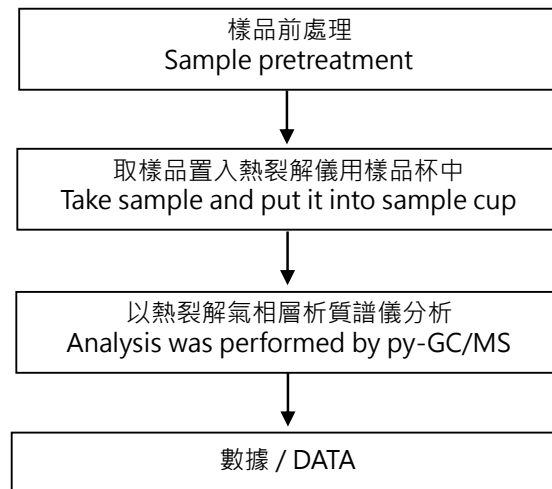 樣品前處理
Sample pretreatment
取樣品置入熱裂解儀用樣品杯中
Take sample and put it into sample cup
以熱裂解氣相層析質譜儀分析
Analysis was performed by py-GC/MS
數據 / DATA